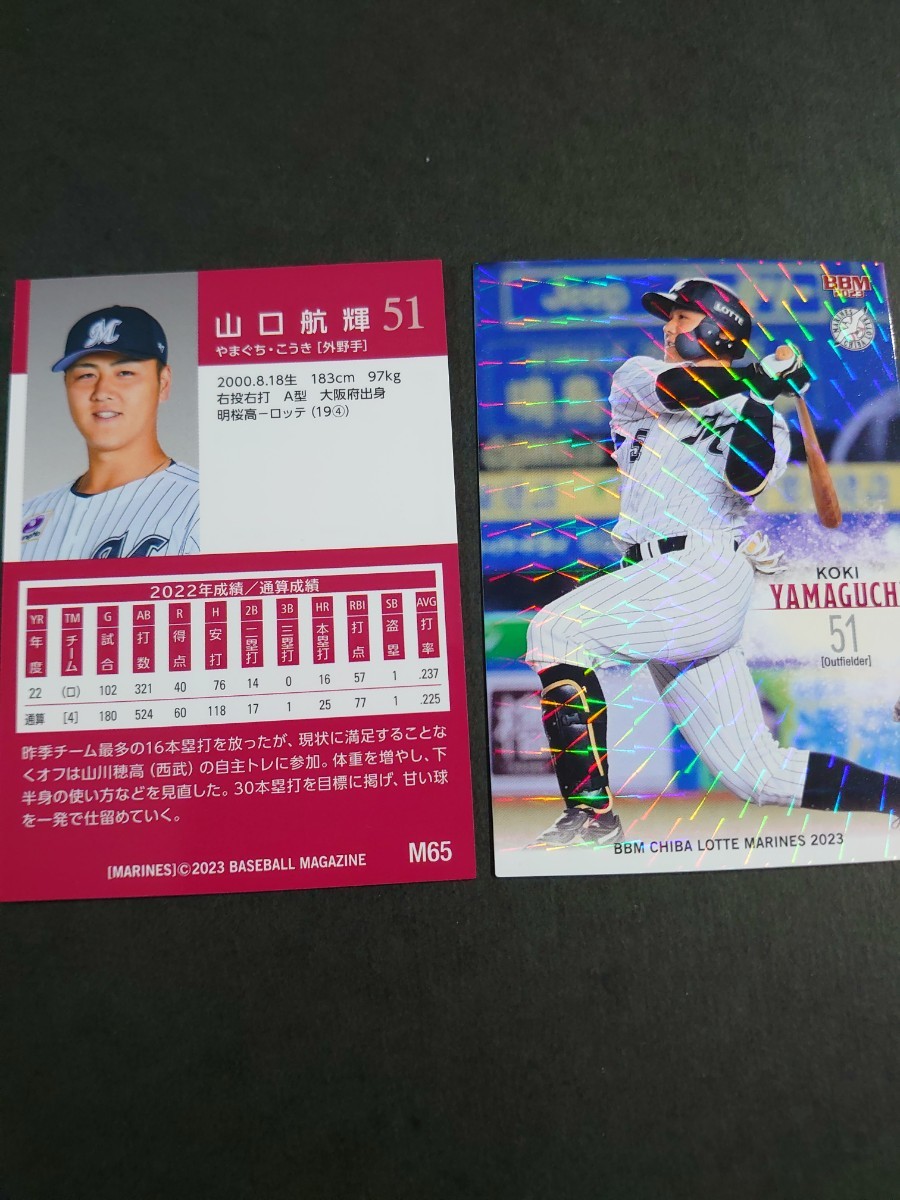 M
山口航輝 51
やまぐち・こうき [外野手]
2000.8.18生 183cm 97kg
右投右打 A型 大阪府出身
明桜高ーロッテ (19④)
2022年成績/通算成績
YR TM G AB R H 2B 3B HR RBI SB AVG
年度 チーム 試合 打数 得点 安打 二塁打 三塁打 本塁打 打点 盗塁 打率
22 (ロ) 102 321 40 76 14 0 16 57 1 .237
通算 [4] 180 524 60 118 17 1 25 77 1 .225
昨季チーム最多の16本塁打を放ったが、現状に満足することな
くオフは山川穂高(西武)の自主トレに参加。体重を増やし、下
半身の使い方などを見直した。30本塁打を目標に掲げ、甘い球
を一発で仕留めていく。
[MARINES]©2023 BASEBALL MAGAZINE M65
BBM
2023
Jeep
LOTTE
M
5
KOKI
YAMAGUCH
51
[Outfielder]
BBM CHIBA LOTTE MARINES 2023